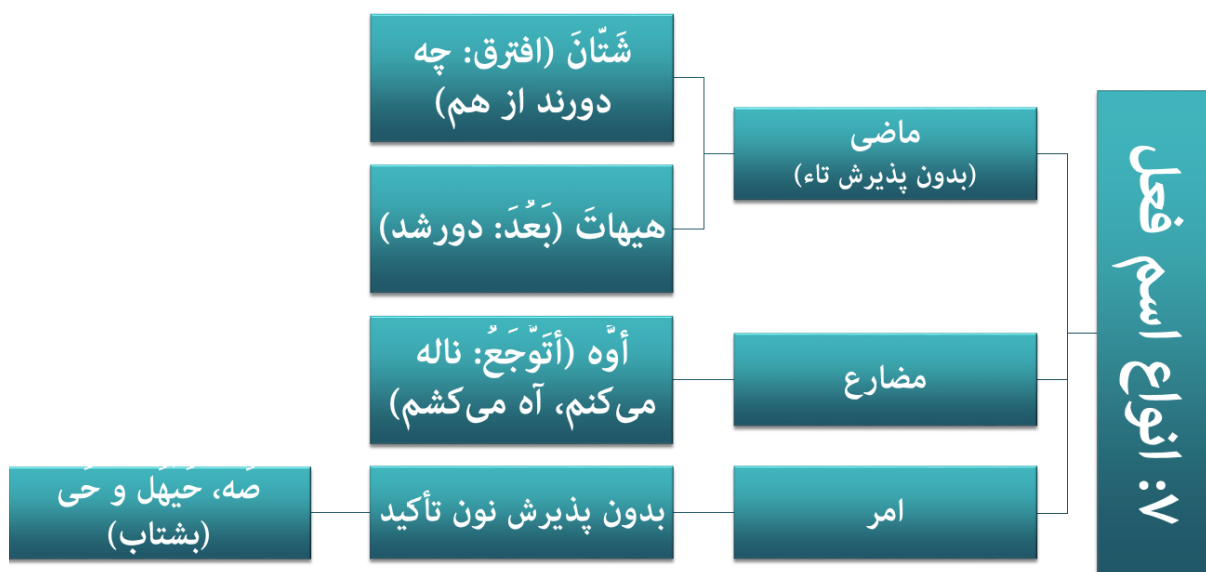 ۷: انواع اسم فعل
ماضی
(بدون پذیرش تاء)
شَتّانَ (افترق: چه
دورند از هم)
هیهاتَ (بَعُدَ: دورشد)
مضارع
أوَّه (أتَوَّجَعُ: ناله
می‌کنم، آه می‌کشم)
امر
بدون پذیرش نون تأکید
صَه، حَیَّهَل و حَی
(بشتاب)